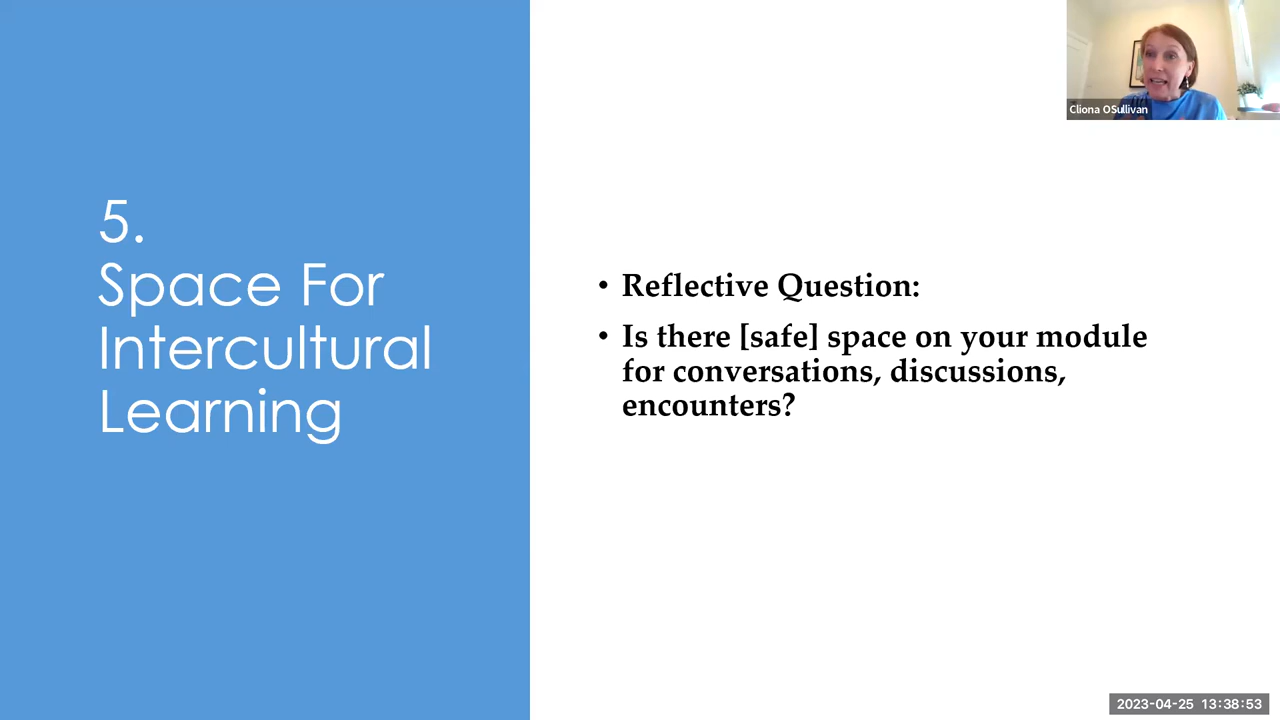 5.
Space For
Intercultural
Learning
• Reflective Question:
• Is there [safe] space on your module
for conversations, discussions,
encounters?
Cliona OSullivan
2023-04-25 13:38:53